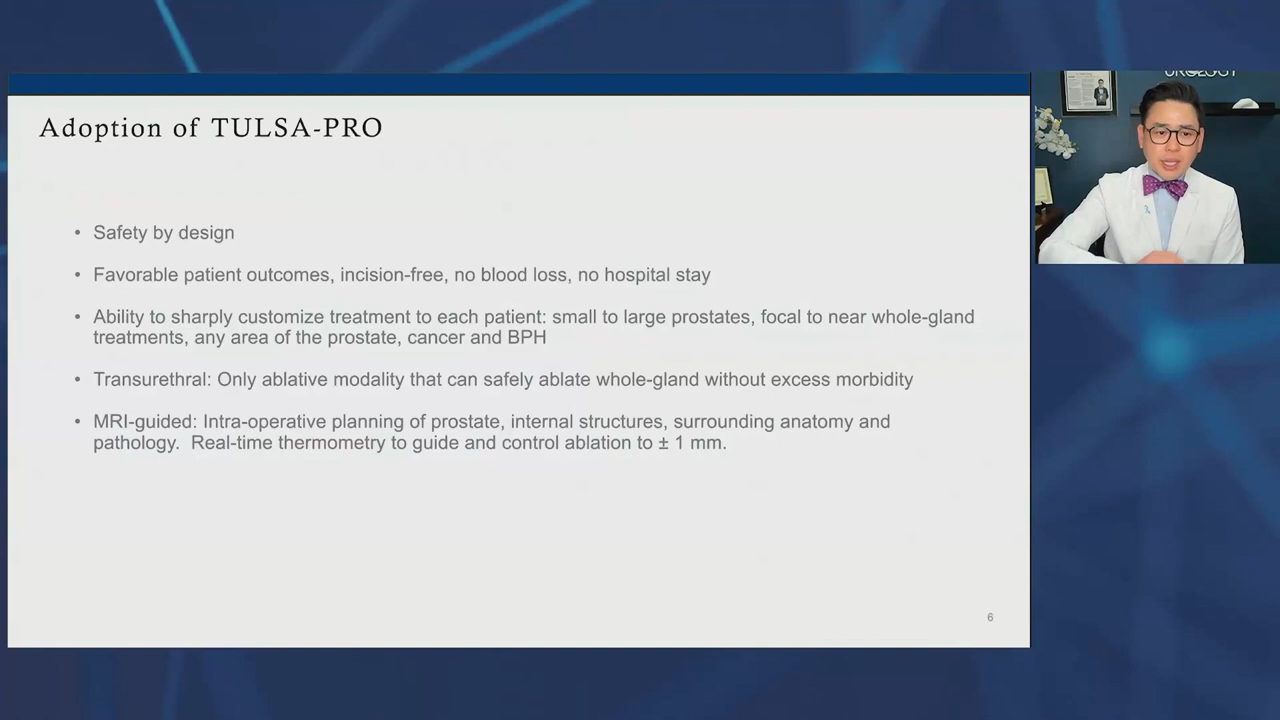 UROLOGY
Adoption of TULSA-PRO
• Safety by design
• Favorable patient outcomes, incision-free, no blood loss, no hospital stay
• Ability to sharply customize treatment to each patient: small to large prostates, focal to near whole-gland
treatments, any area of the prostate, cancer and BPH
• Transurethral: Only ablative modality that can safely ablate whole-gland without excess morbidity
• MRI-guided: Intra-operative planning of prostate, internal structures, surrounding anatomy and
pathology.  Real-time thermometry to guide and control ablation to ± 1 mm.
6